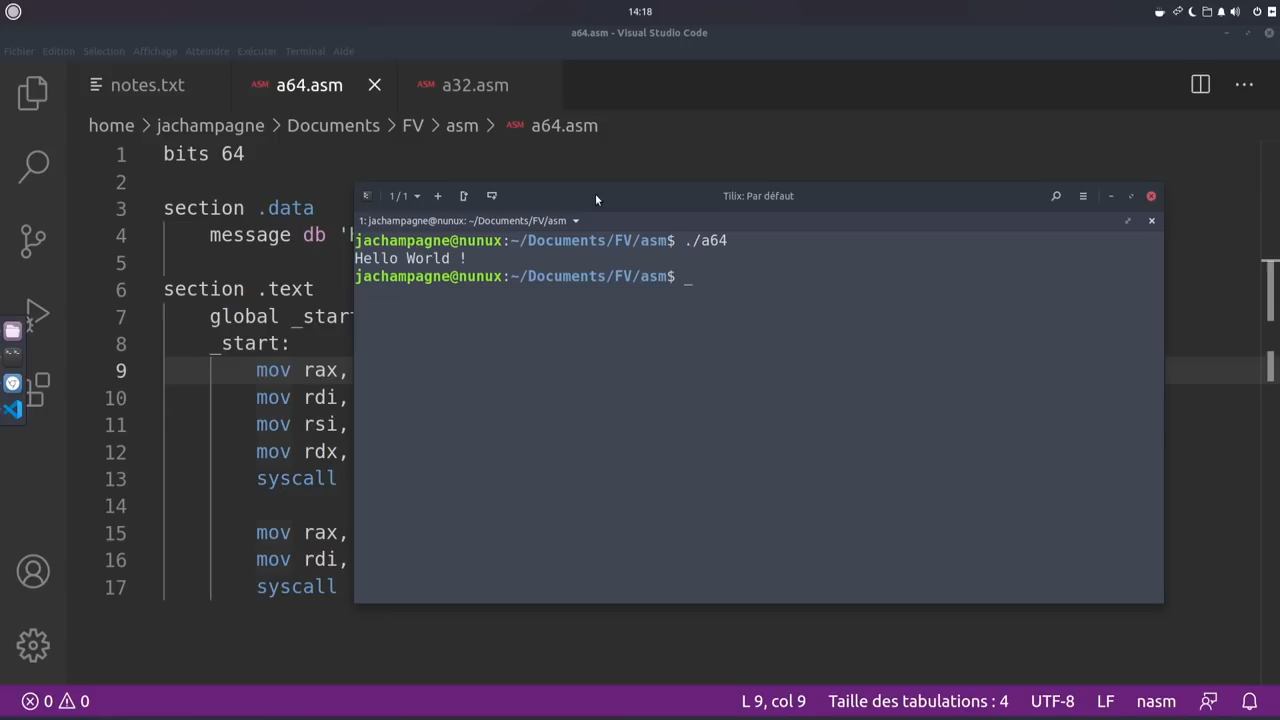 14:18
a64.asm - Visual Studio Code
Fichier Edition Sélection Affichage Atteindre Exécuter Terminal Aide
notes.txt ASM a64.asm ASM a32.asm
home > jachampagne > Documents > FV > asm > ASM a64.asm
1 bits 64
2
3 section .data
4 message db '
5
6 section .text
7 global _star
8 _start:
9 mov rax,
10 mov rdi,
11 mov rsi,
12 mov rdx,
13 syscall
14
15 mov rax,
16 mov rdi,
17 syscall
1 / 1 Tilix: Par défaut
1: jachampagne@nunux: ~/Documents/FV/asm
jachampagne@nunux:~/Documents/FV/asm$ ./a64
Hello World !
jachampagne@nunux:~/Documents/FV/asm$ _
0 0 L 9, col 9 Taille des tabulations : 4 UTF-8 LF nasm